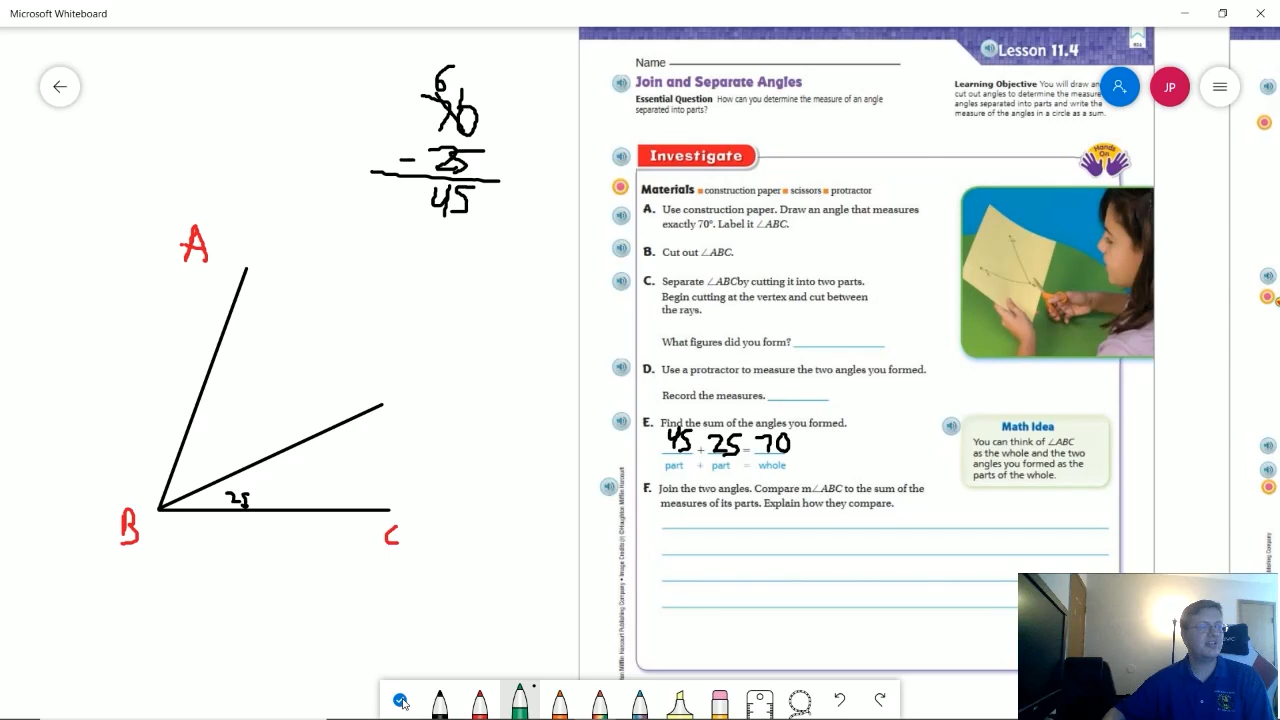 Microsoft Whiteboard
6
70
- 25
45
A
B
C
25
JP
Lesson 11.4
Name
Join and Separate Angles
Essential Question How can you determine the measure of an angle
separated into parts?
Learning Objective You will draw an
cut out angles to determine the measure
angles separated into parts and write the
measure of the angles in a circle as a sum.
Investigate
Hands
On
Materials ■ construction paper ■ scissors ■ protractor
A. Use construction paper. Draw an angle that measures
exactly 70°. Label it ∠ABC.
B. Cut out ∠ABC.
C. Separate ∠ABC by cutting it into two parts.
Begin cutting at the vertex and cut between
the rays.
What figures did you form?
D. Use a protractor to measure the two angles you formed.
Record the measures.
E. Find the sum of the angles you formed.
45 + 25 = 70
part + part = whole
Math Idea
You can think of ∠ABC
as the whole and the two
angles you formed as the
parts of the whole.
F. Join the two angles. Compare m∠ABC to the sum of the
measures of its parts. Explain how they compare.